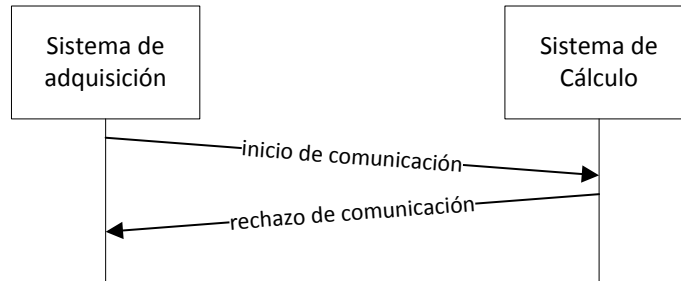 Sistema de
adquisición
Sistema de
Cálculo
inicio de comunicación
rechazo de comunicación